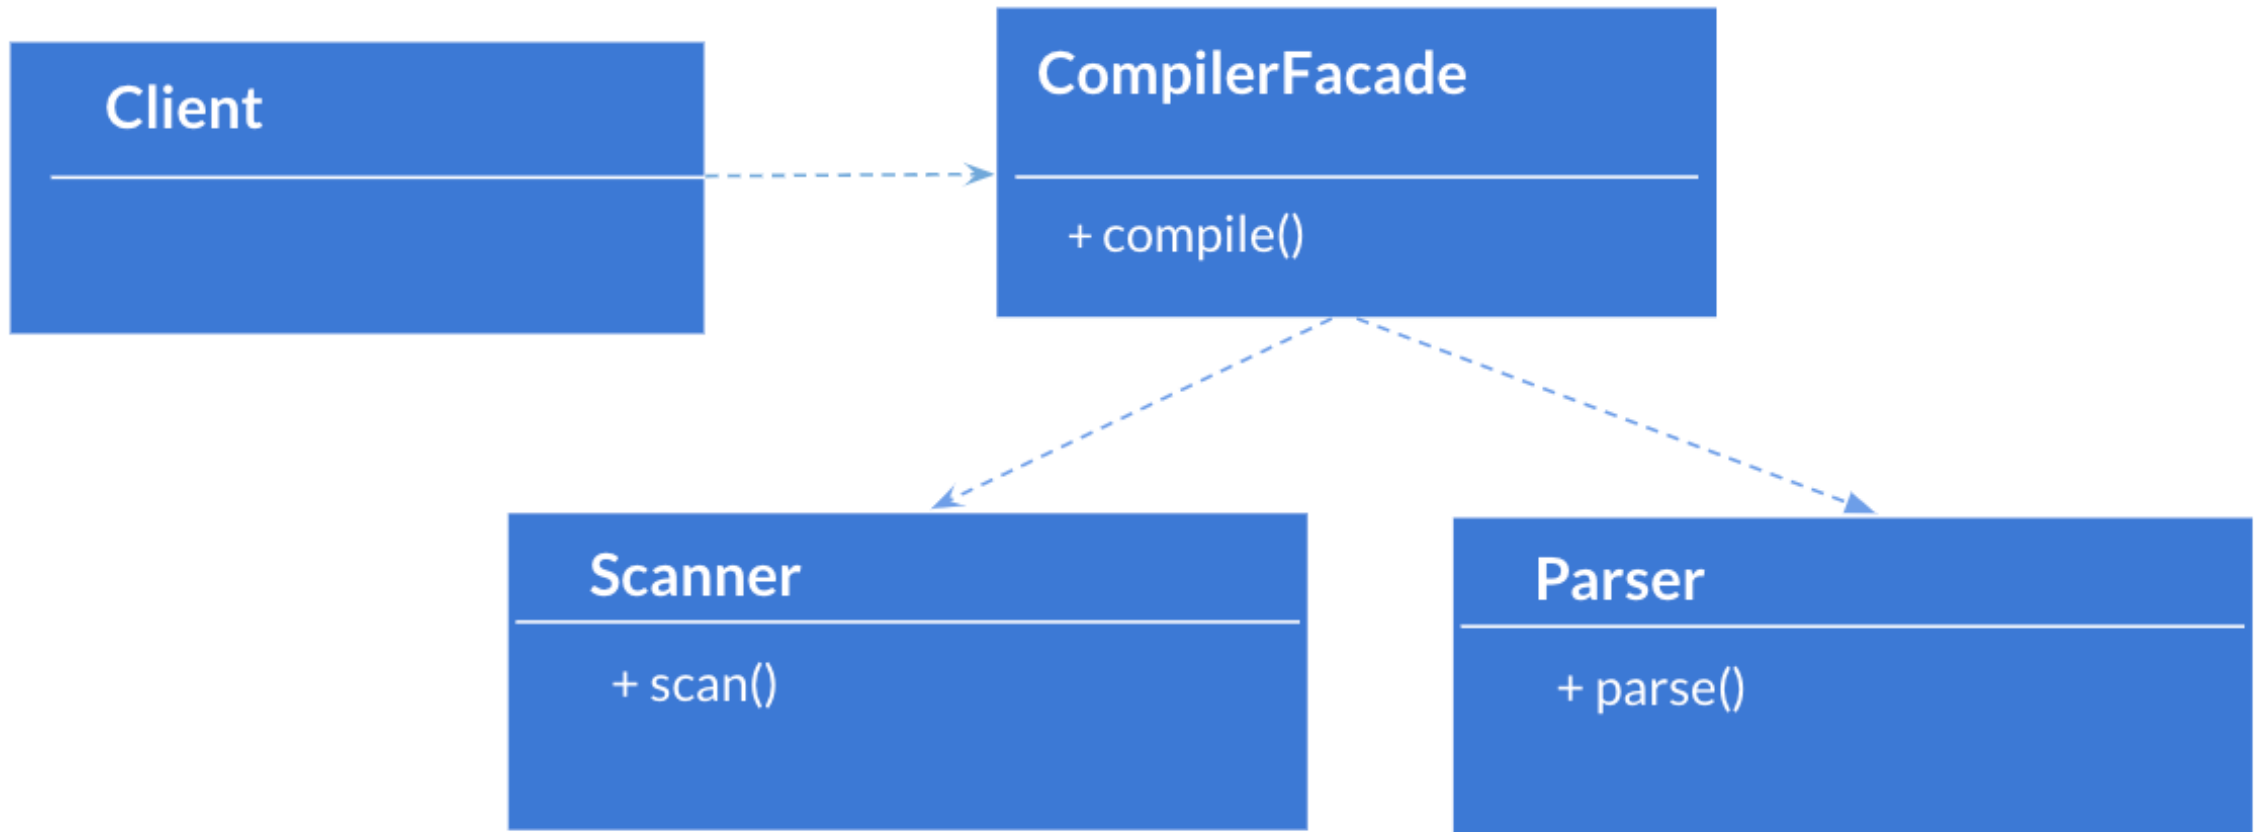 Client
CompilerFacade
+ compile()
Scanner
+ scan()
Parser
+ parse()